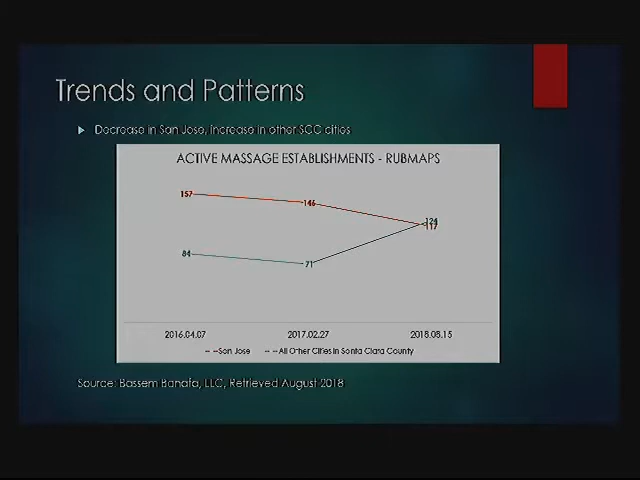 Trends and Patterns
Decrease in San Jose, increase in other SCC cities
ACTIVE MASSAGE ESTABLISHMENTS - RUBMAPS
157
146
124
117
84
71
2016.04.07
2017.02.27
2018.08.15
San Jose
All Other Cities in Santa Clara County
Source: Bassem Banafa, LLC, Retrieved August 2018